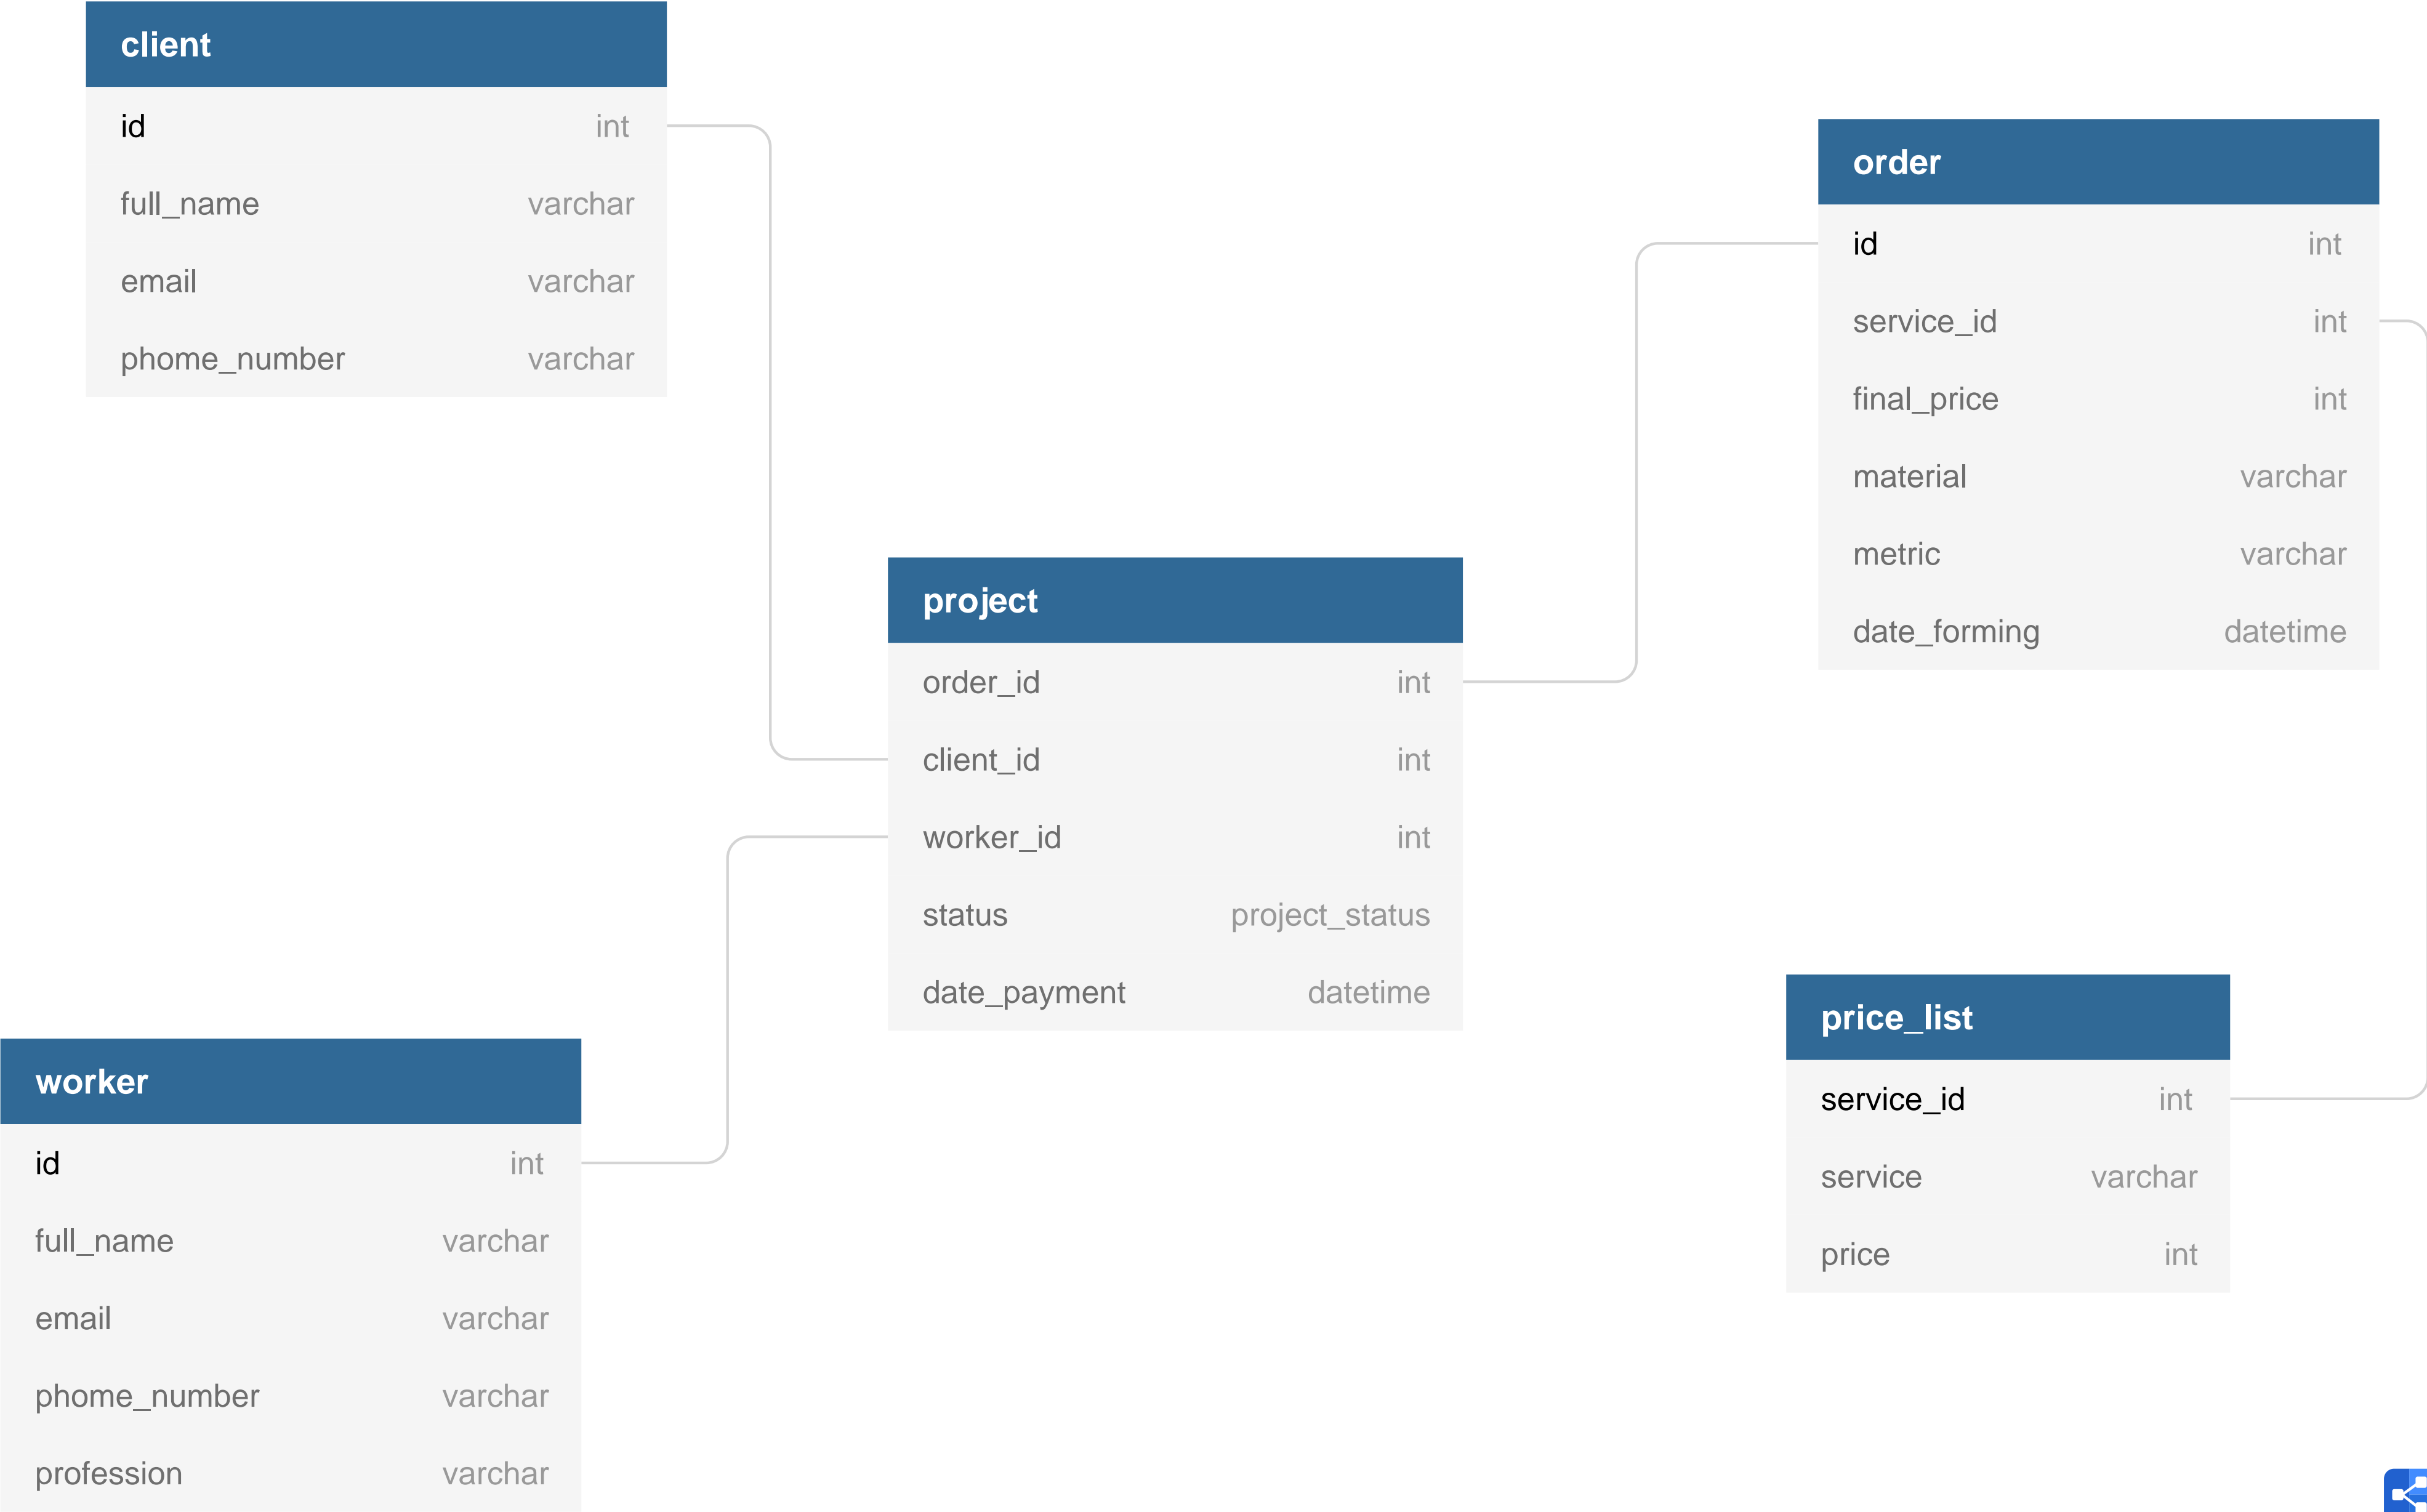 client
id int
full_name varchar
email varchar
phome_number varchar
order
id int
service_id int
final_price int
material varchar
metric varchar
date_forming datetime
project
order_id int
client_id int
worker_id int
status project_status
date_payment datetime
price_list
service_id int
service varchar
price int
worker
id int
full_name varchar
email varchar
phome_number varchar
profession varchar